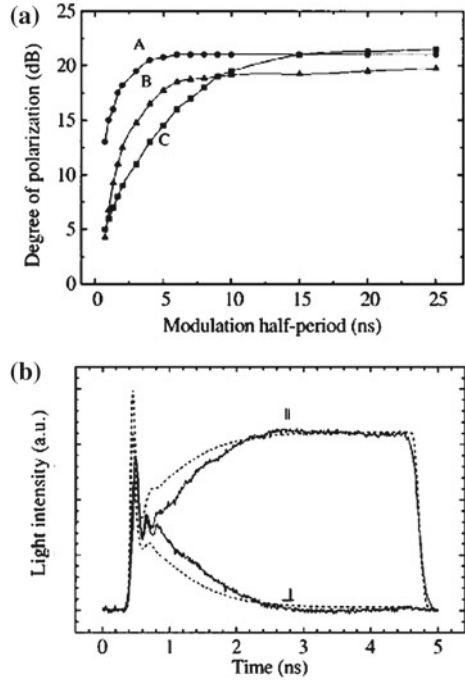 (a)
25
20
15
10
5
0
A
B
C
Degree of polarization (dB)
0 5 10 15 20 25
Modulation half-period (ns)
(b)
||
⊥
Light intensity (a.u.)
0 1 2 3 4 5
Time (ns)